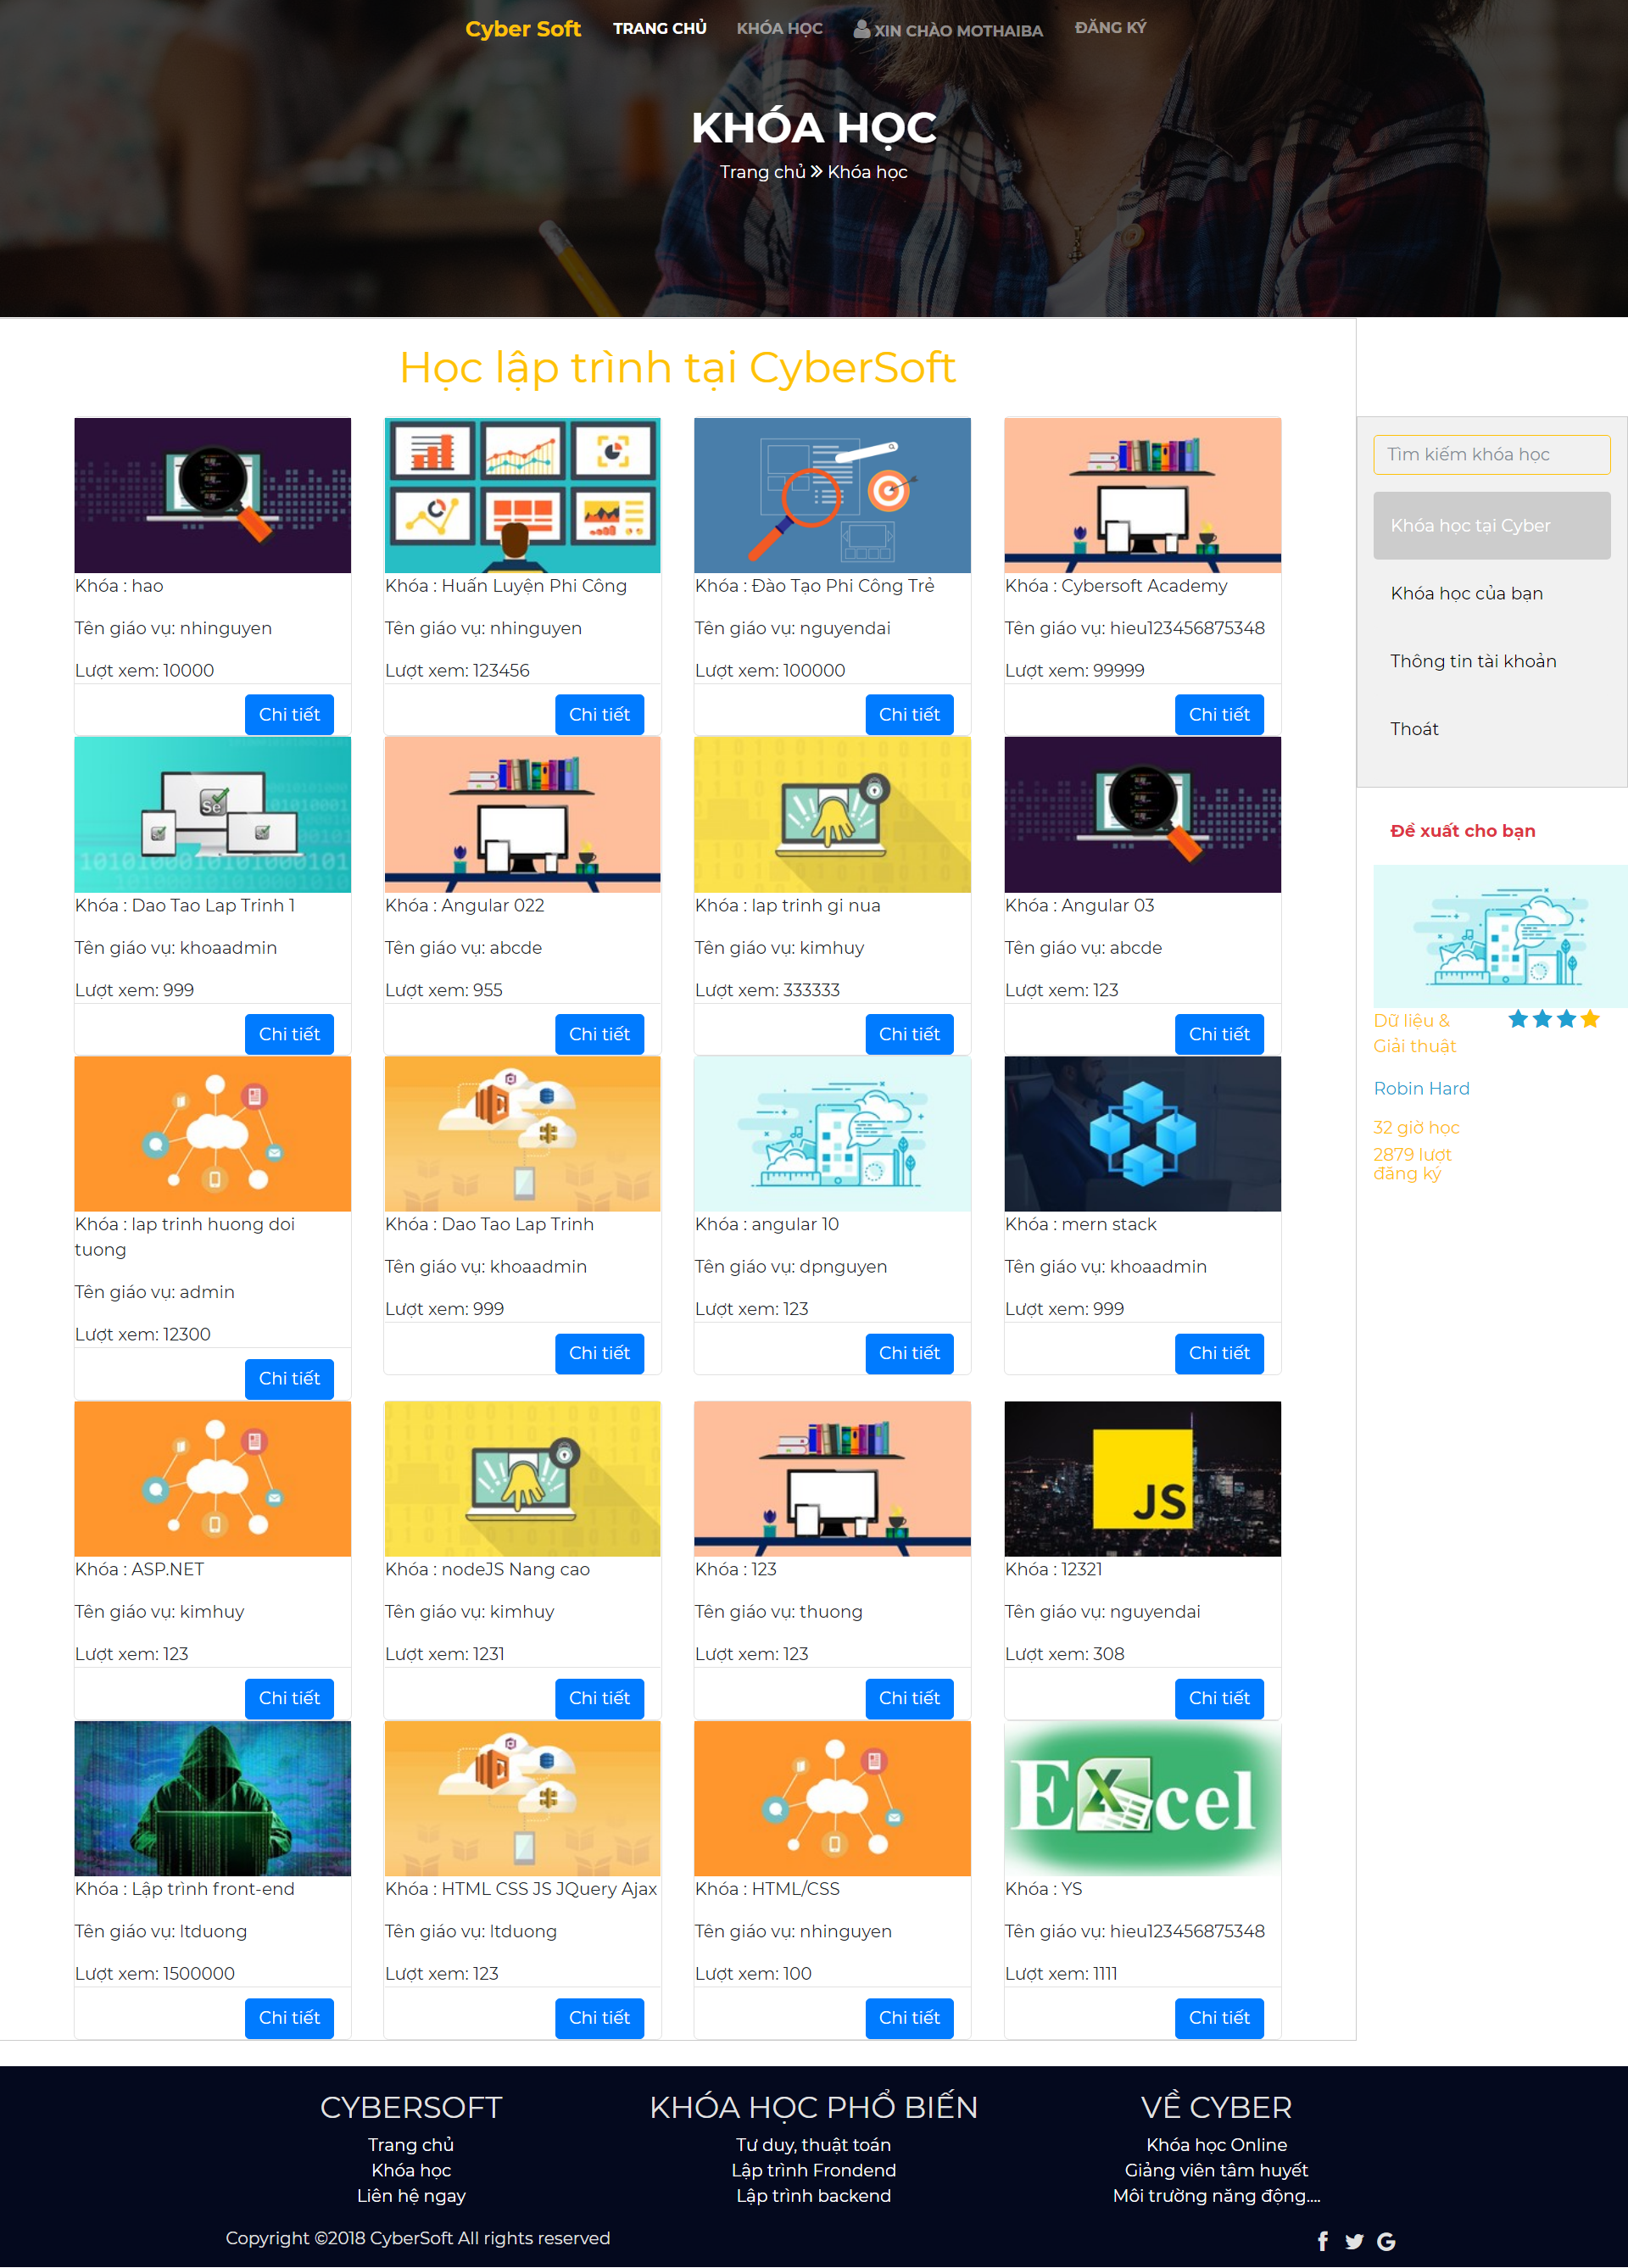 Cyber Soft TRANG CHỦ KHÓA HỌC XIN CHÀO MOTHAIBA ĐĂNG KÝ
KHÓA HỌC
Trang chủ » Khóa học
Học lập trình tại CyberSoft
Khóa : hao
Tên giáo vụ: nhinguyen
Lượt xem: 10000
Chi tiết
Khóa : Huấn Luyện Phi Công
Tên giáo vụ: nhinguyen
Lượt xem: 123456
Chi tiết
Khóa : Đào Tạo Phi Công Trẻ
Tên giáo vụ: nguyendai
Lượt xem: 100000
Chi tiết
Khóa : Cybersoft Academy
Tên giáo vụ: hieu123456875348
Lượt xem: 99999
Chi tiết
Se
Khóa : Dao Tao Lap Trinh 1
Tên giáo vụ: khoaadmin
Lượt xem: 999
Chi tiết
Khóa : Angular 022
Tên giáo vụ: abcde
Lượt xem: 955
Chi tiết
Khóa : lap trinh gi nua
Tên giáo vụ: kimhuy
Lượt xem: 333333
Chi tiết
Khóa : Angular 03
Tên giáo vụ: abcde
Lượt xem: 123
Chi tiết
Khóa : lap trinh huong doi
tuong
Tên giáo vụ: admin
Lượt xem: 12300
Chi tiết
Khóa : Dao Tao Lap Trinh
Tên giáo vụ: khoaadmin
Lượt xem: 999
Chi tiết
Khóa : angular 10
Tên giáo vụ: dpnguyen
Lượt xem: 123
Chi tiết
Khóa : mern stack
Tên giáo vụ: khoaadmin
Lượt xem: 999
Chi tiết
Khóa : ASP.NET
Tên giáo vụ: kimhuy
Lượt xem: 123
Chi tiết
Khóa : nodeJS Nang cao
Tên giáo vụ: kimhuy
Lượt xem: 1231
Chi tiết
Khóa : 123
Tên giáo vụ: thuong
Lượt xem: 123
Chi tiết
JS
Khóa : 12321
Tên giáo vụ: nguyendai
Lượt xem: 308
Chi tiết
Khóa : Lập trình front-end
Tên giáo vụ: ltduong
Lượt xem: 1500000
Chi tiết
Khóa : HTML CSS JS JQuery Ajax
Tên giáo vụ: ltduong
Lượt xem: 123
Chi tiết
Khóa : HTML/CSS
Tên giáo vụ: nhinguyen
Lượt xem: 100
Chi tiết
Excel
Khóa : YS
Tên giáo vụ: hieu123456875348
Lượt xem: 1111
Chi tiết
Tìm kiếm khóa học
Khóa học tại Cyber
Khóa học của bạn
Thông tin tài khoản
Thoát
Đề xuất cho bạn
Dữ liệu &
Giải thuật
Robin Hard
32 giờ học
2879 lượt
đăng ký
CYBERSOFT
Trang chủ
Khóa học
Liên hệ ngay
KHÓA HỌC PHỔ BIẾN
Tư duy, thuật toán
Lập trình Frondend
Lập trình backend
VỀ CYBER
Khóa học Online
Giảng viên tâm huyết
Môi trường năng động....
Copyright ©2018 CyberSoft All rights reserved